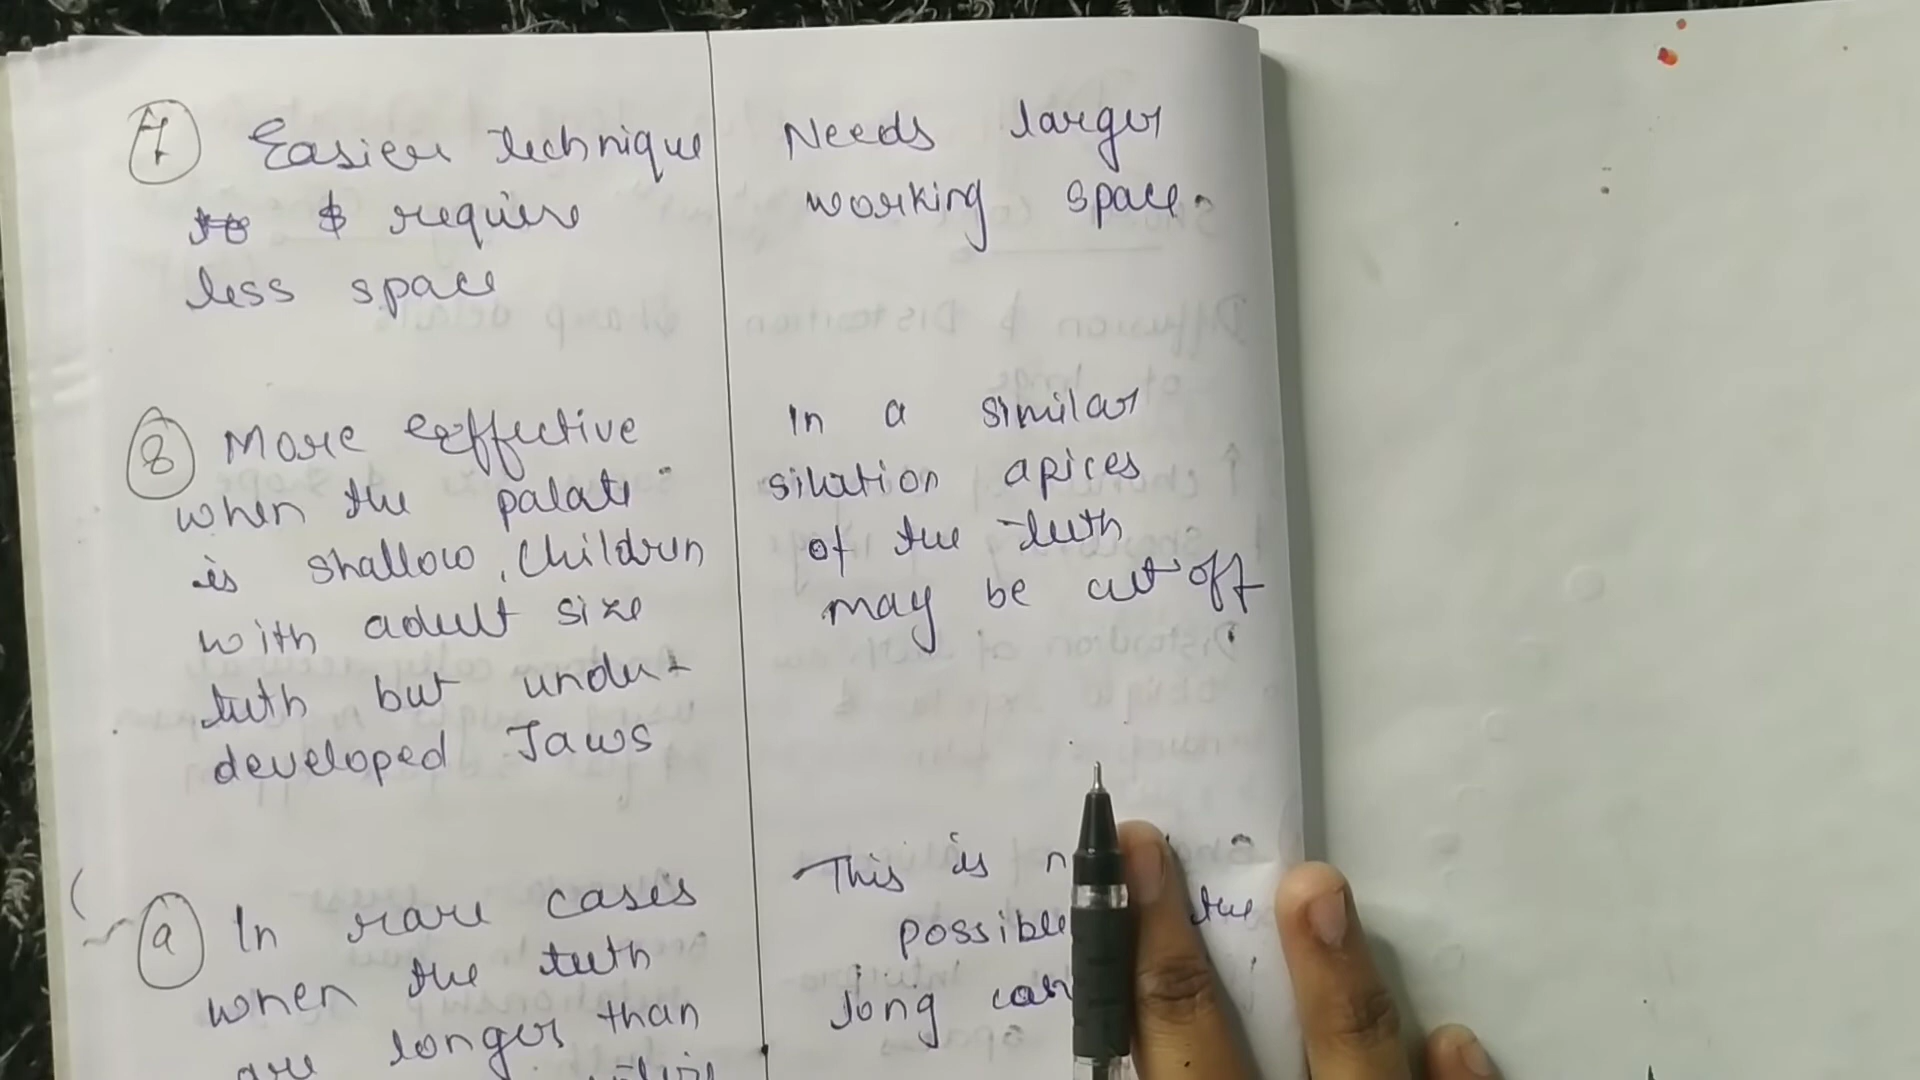 7 Easier technique
& require
less space
Needs larger
working space.
8 More effective
when the palate
is shallow, children
with adult size
teeth but under
developed Jaws
In a similar
situation apices
of the teeth
may be cut off
9 In rare cases
when the teeth
are longer than
This is
possible the
long